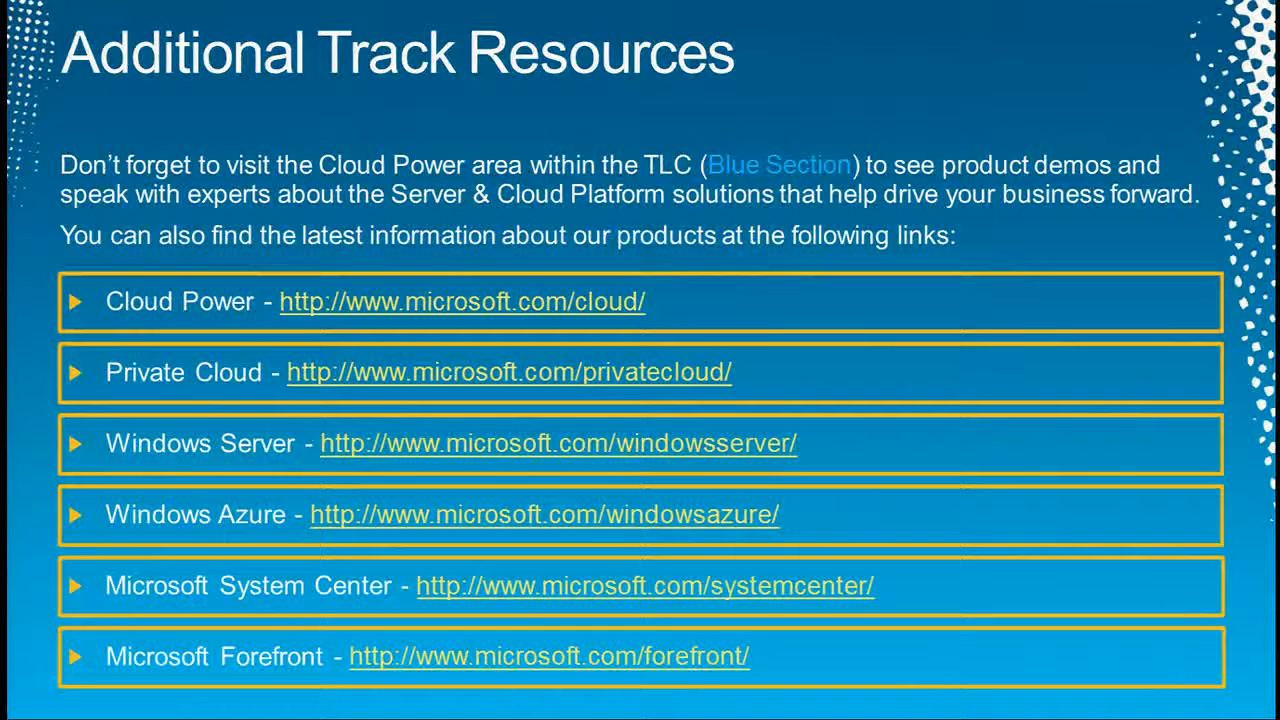 Additional Track Resources
Don't forget to visit the Cloud Power area within the TLC (Blue Section) to see product demos and
speak with experts about the Server & Cloud Platform solutions that help drive your business forward.
You can also find the latest information about our products at the following links:
Cloud Power - http://www.microsoft.com/cloud/
Private Cloud - http://www.microsoft.com/privatecloud/
Windows Server - http://www.microsoft.com/windowsserver/
Windows Azure - http://www.microsoft.com/windowsazure/
Microsoft System Center - http://www.microsoft.com/systemcenter/
Microsoft Forefront - http://www.microsoft.com/forefront/